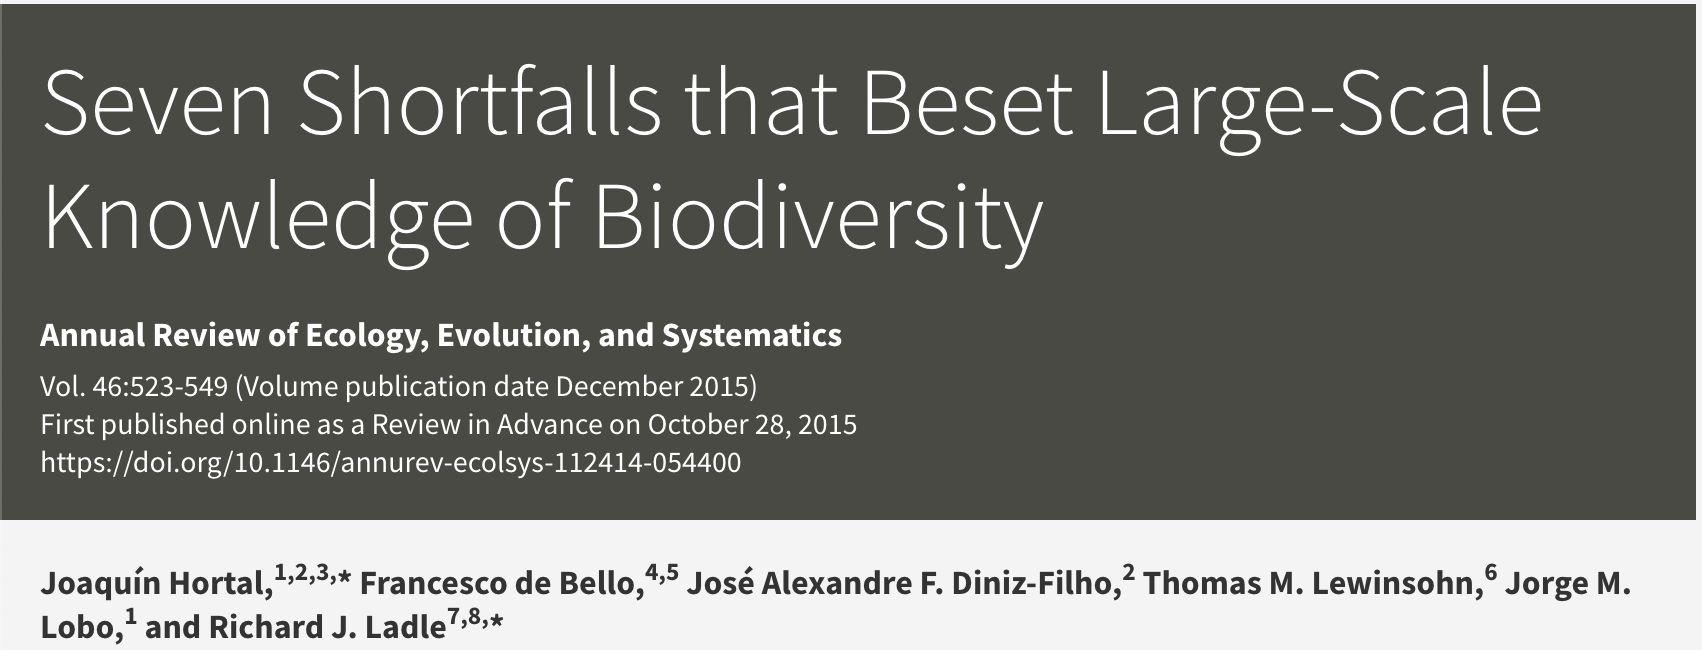 Seven Shortfalls that Beset Large-Scale
Knowledge of Biodiversity
Annual Review of Ecology, Evolution, and Systematics
Vol. 46:523-549 (Volume publication date December 2015)
First published online as a Review in Advance on October 28, 2015
https://doi.org/10.1146/annurev-ecolsys-112414-054400
Joaquín Hortal,1,2,3,* Francesco de Bello,4,5 José Alexandre F. Diniz-Filho,2 Thomas M. Lewinsohn,6 Jorge M.
Lobo,1 and Richard J. Ladle7,8,*